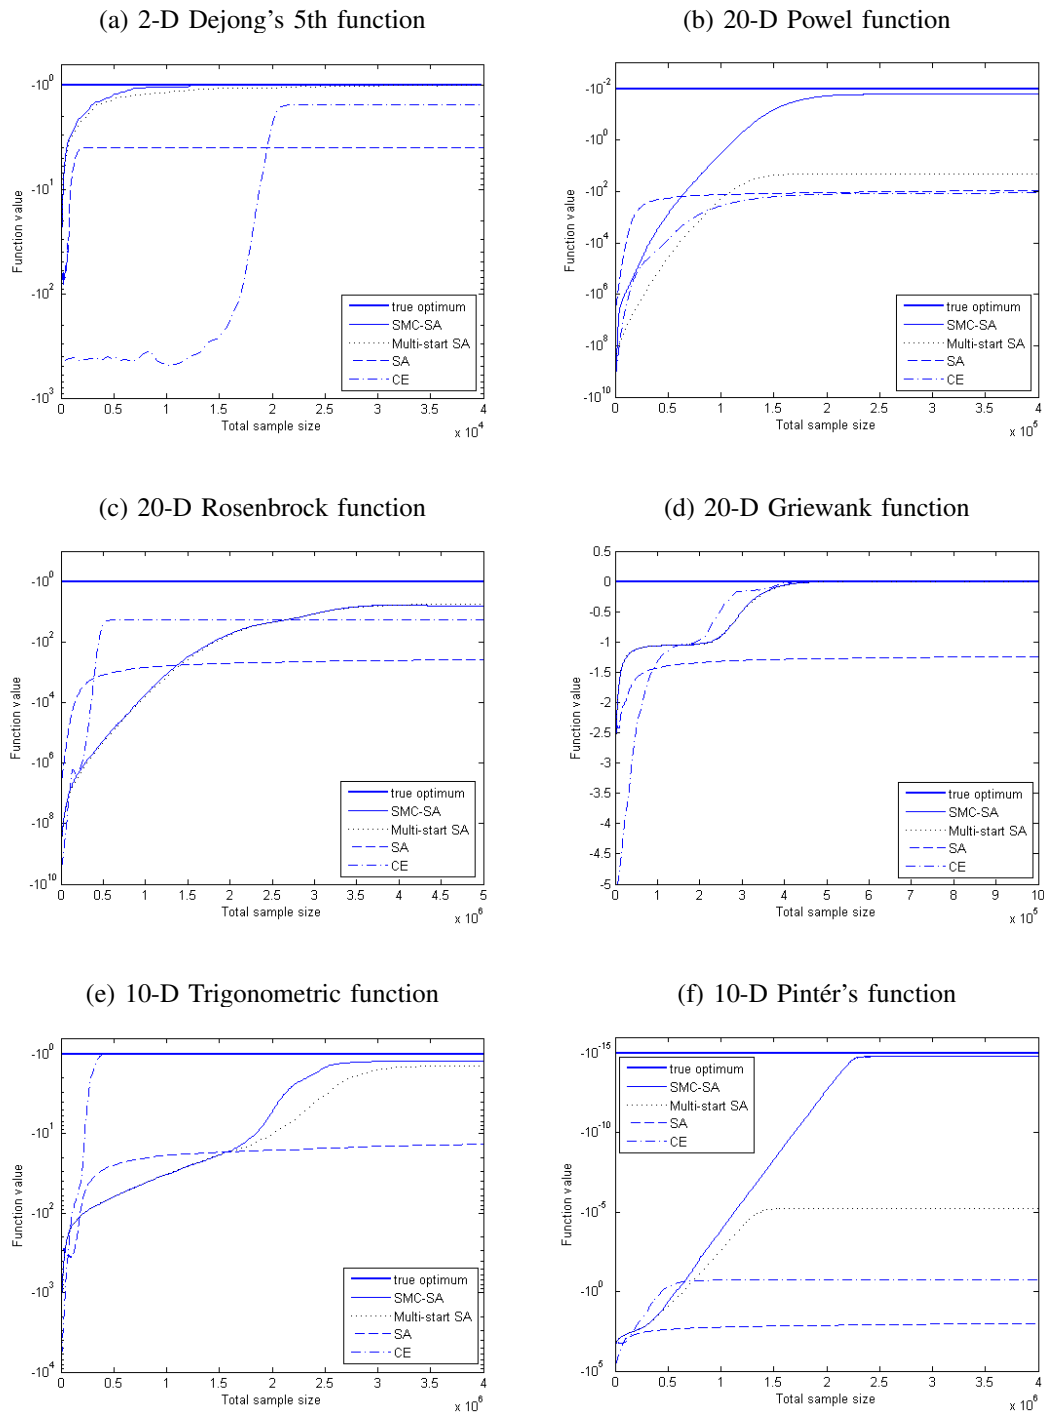 (a) 2-D Dejong's 5th function
-10^0
-10^1
-10^2
-10^3
Function value
0 0.5 1 1.5 2 2.5 3 3.5 4
Total sample size
x 10^4
true optimum
SMC-SA
Multi-start SA
SA
CE
(b) 20-D Powel function
-10^-2
-10^0
-10^2
-10^4
-10^6
-10^8
-10^10
Function value
0 0.5 1 1.5 2 2.5 3 3.5 4
Total sample size
x 10^5
true optimum
SMC-SA
Multi-start SA
SA
CE
(c) 20-D Rosenbrock function
-10^0
-10^2
-10^4
-10^6
-10^8
-10^10
Function value
0 0.5 1 1.5 2 2.5 3 3.5 4 4.5 5
Total sample size
x 10^6
true optimum
SMC-SA
Multi-start SA
SA
CE
(d) 20-D Griewank function
0.5
0
-0.5
-1
-1.5
-2
-2.5
-3
-3.5
-4
-4.5
-5
Function value
0 1 2 3 4 5 6 7 8 9 10
Total sample size
x 10^5
true optimum
SMC-SA
Multi-start SA
SA
CE
(e) 10-D Trigonometric function
-10^0
-10^1
-10^2
-10^3
-10^4
Function value
0 0.5 1 1.5 2 2.5 3 3.5 4
Total sample size
x 10^6
true optimum
SMC-SA
Multi-start SA
SA
CE
(f) 10-D Pintér's function
-10^-15
-10^-10
-10^-5
-10^0
-10^5
Function value
0 0.5 1 1.5 2 2.5 3 3.5 4
Total sample size
x 10^6
true optimum
SMC-SA
Multi-start SA
SA
CE